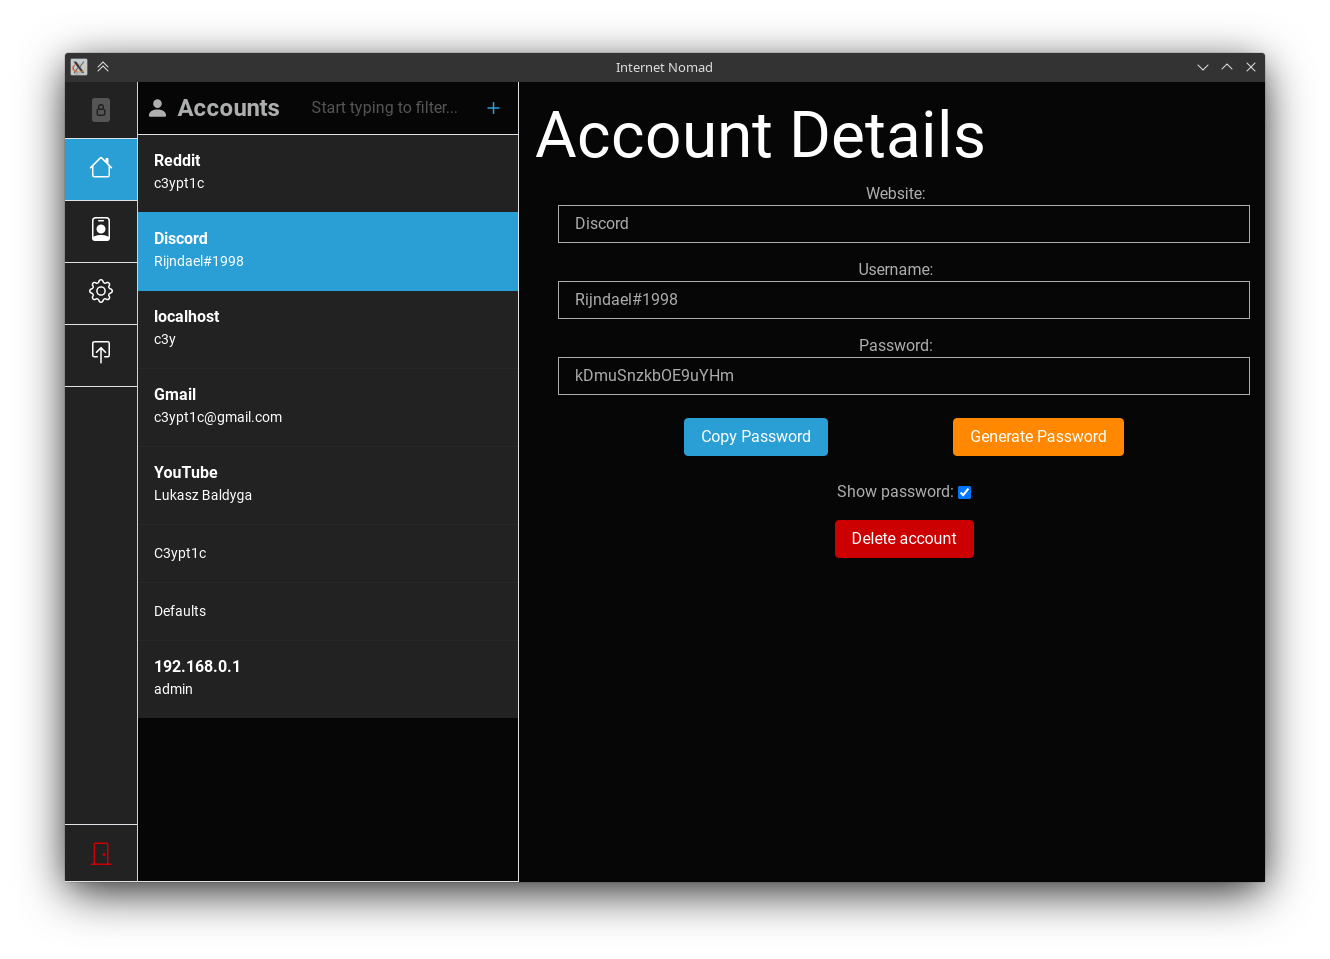 Internet Nomad
Accounts
Start typing to filter...
Reddit
c3ypt1c
Discord
Rijndael#1998
localhost
c3y
Gmail
c3ypt1c@gmail.com
YouTube
Lukasz Baldyga
C3ypt1c
Defaults
192.168.0.1
admin
Account Details
Website:
Discord
Username:
Rijndael#1998
Password:
kDmuSnzkbOE9uYHm
Copy Password
Generate Password
Show password:
Delete account